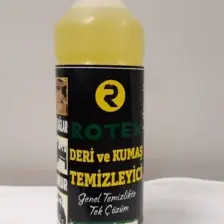 R
ROTEX
DERİ ve KUMAŞ
TEMİZLEYİCİ
Genel Temizlikte
Tek Çözüm